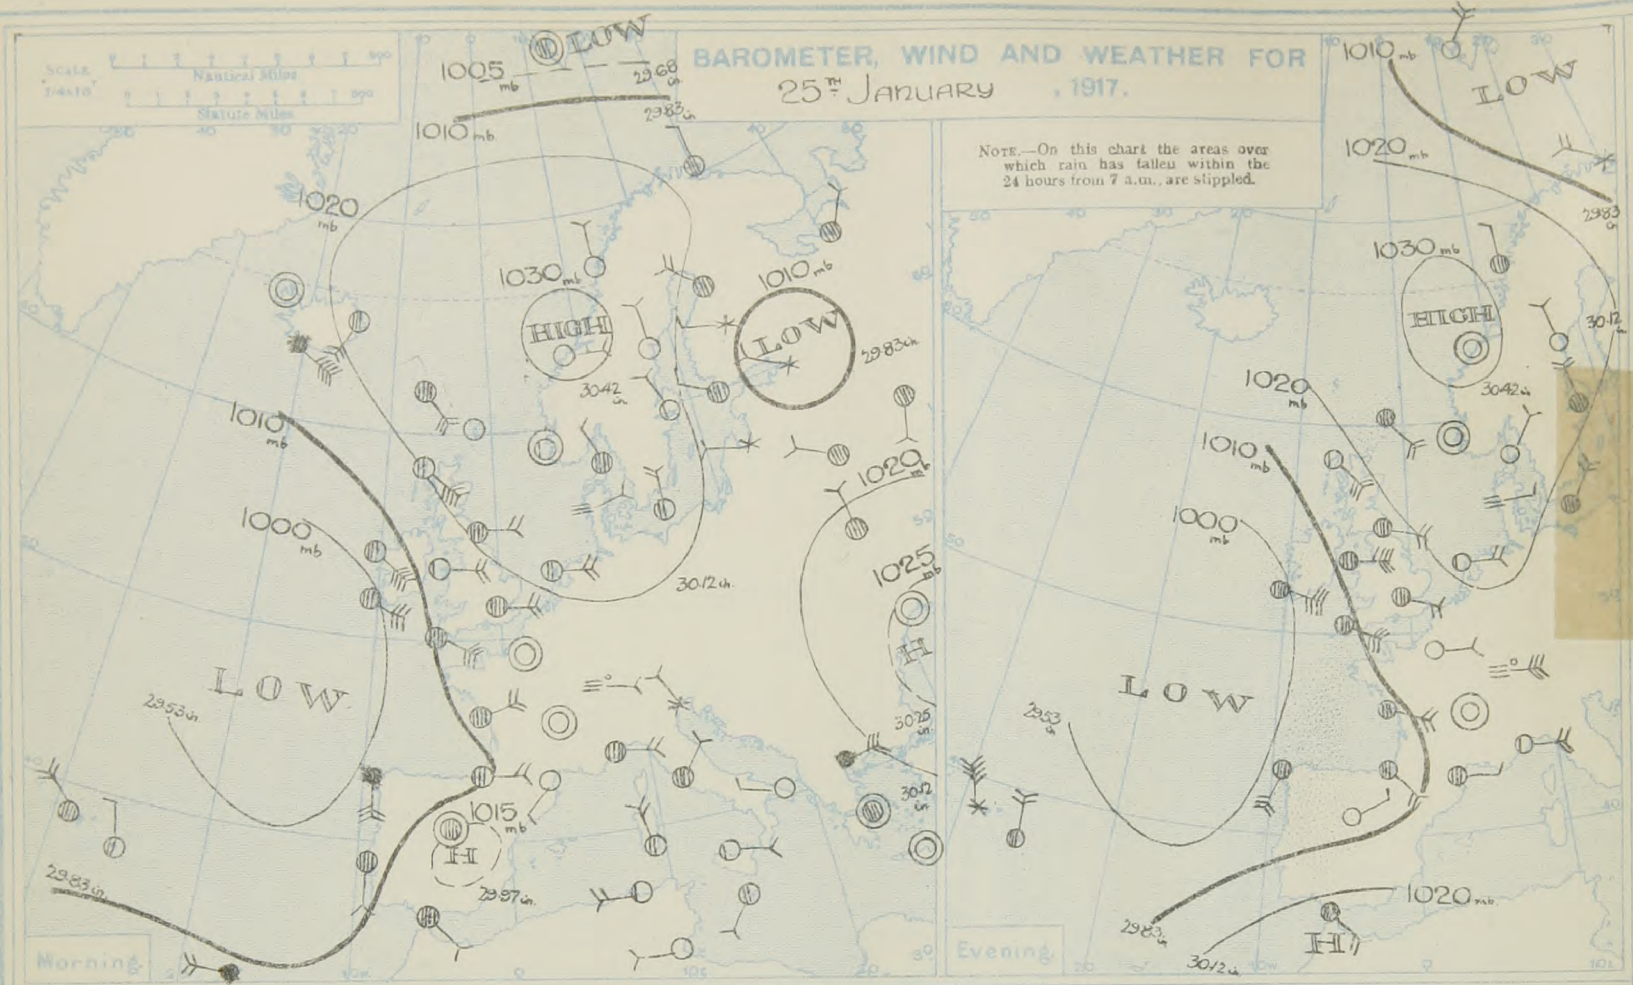 BAROMETER, WIND AND WEATHER FOR
25TH JANUARY, 1917.
SCALE
Nautical Miles
500
Statute Miles
500
NOTE.—On this chart the areas over
which rain has fallen within the
24 hours from 7 a.m., are stippled.
LOW
1005 mb
29·68 in
1010 mb
29·83 in
1020 mb
1030 mb
HIGH
30·42 in
1010 mb
LOW
29·83 in
1010 mb
1000 mb
1020 mb
1025 mb
H
30·25 in
30·12 in
30·12 in.
LOW
29·53 in
1015 mb
H
29·97 in.
29·83 in
Morning.
1010 mb
LOW
1020 mb
29·83 in
1030 mb
HIGH
30·12 in
30·42 in
1020 mb
1010 mb
1000 mb
LOW
29·53 in
1020 mb.
29·83 in
H
30·12 in.
Evening.